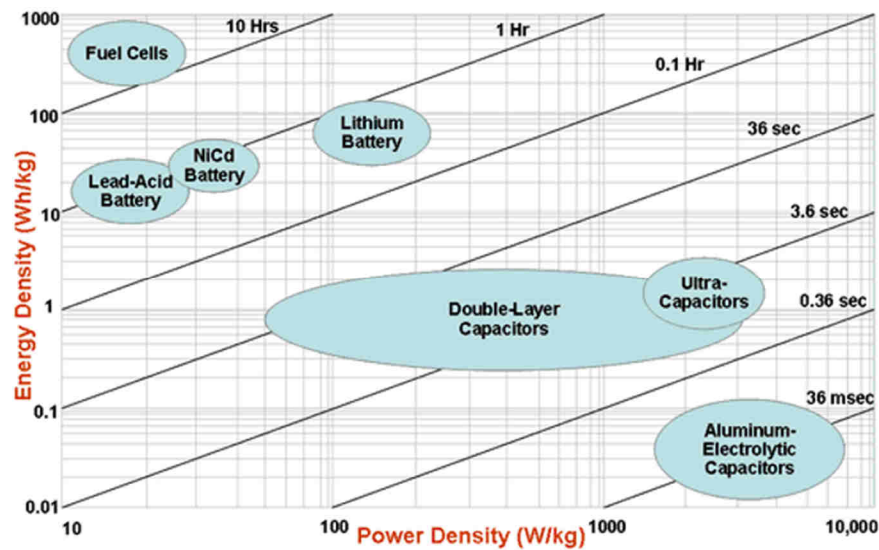 1000
10 Hrs
1 Hr
Fuel Cells
0.1 Hr
100
Lithium
Battery
36 sec
NiCd
Battery
Lead-Acid
Battery
10
3.6 sec
Ultra-
Capacitors
1
Double-Layer
Capacitors
0.36 sec
0.1
36 msec
Aluminum-
Electrolytic
Capacitors
0.01
Energy Density (Wh/kg)
10
100
1000
10,000
Power Density (W/kg)